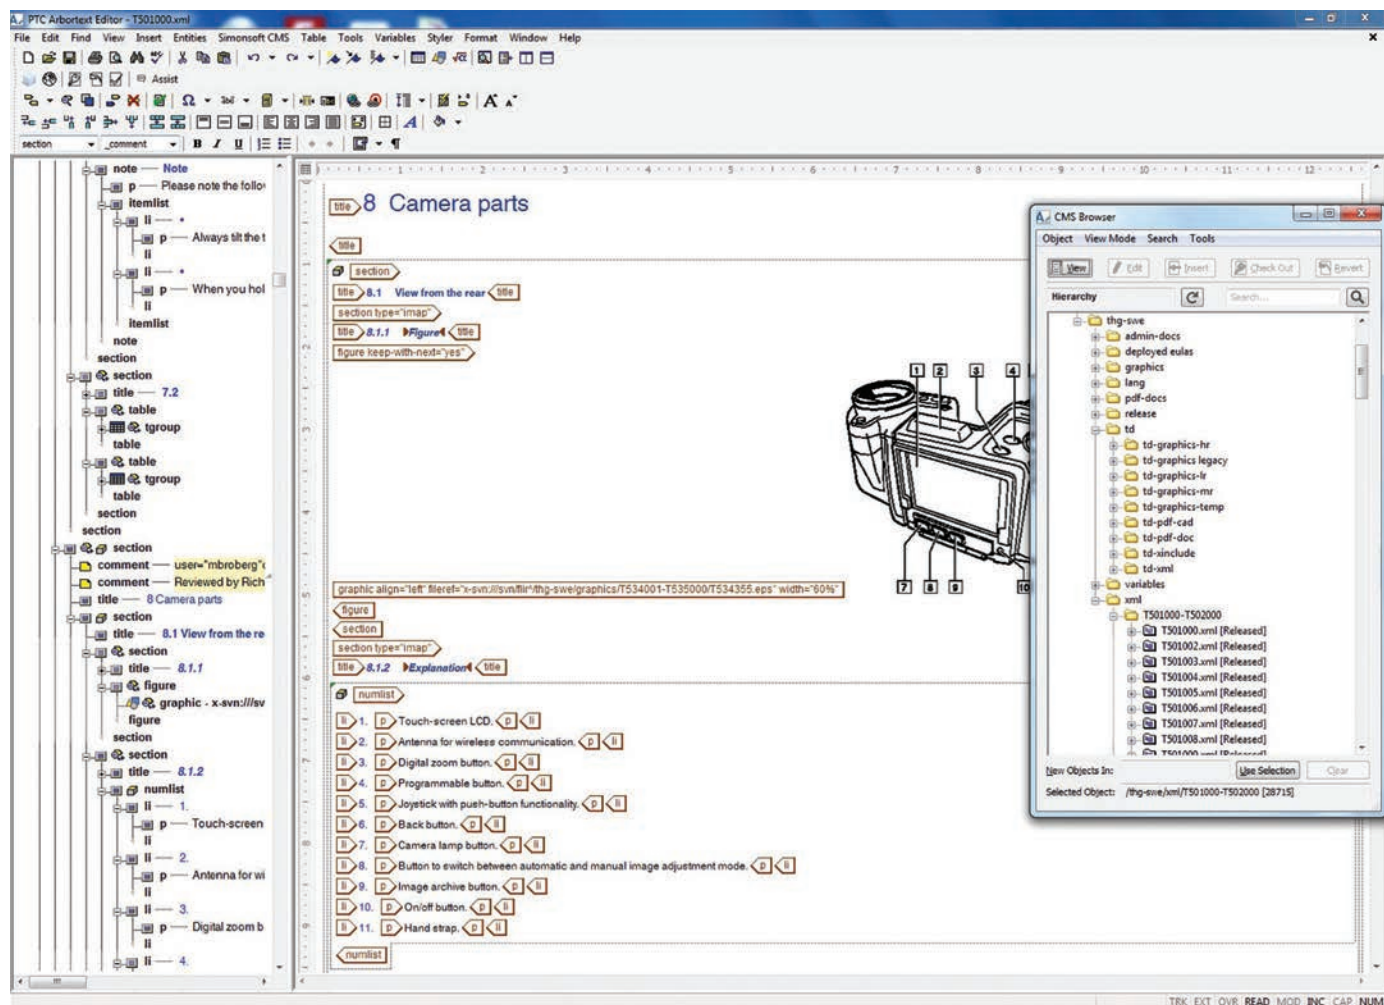 PTC Arbortext Editor - T501000.xml
File Edit Find View Insert Entities Simonsoft CMS Table Tools Variables Styler Format Window Help
Assist
section _comment B I U
note — Note
p — Please note the follo
itemlist
li — •
p — Always tilt the t
li
li — •
p — When you hol
li
itemlist
note
section
section
title — 7.2
table
tgroup
table
table
tgroup
table
section
section
section
comment — user="mbroberg"
comment — Reviewed by Rich
title — 8 Camera parts
section
title — 8.1 View from the re
section
title — 8.1.1
figure
graphic - x-svn:///sv
figure
section
section
title — 8.1.2
numlist
li — 1.
p — Touch-screen
li
li — 2.
p — Antenna for wi
li
li — 3.
p — Digital zoom b
li
li — 4.
1 2 3 4 5 6 7 8 9 10 11 12
title 8 Camera parts
title
section
title 8.1 View from the rear title
section type="imap"
title 8.1.1 Figure title
figure keep-with-next="yes"
1 2 3 4
7 8 9 10
graphic align="left" fileref="x-svn:///svn/flir^/thg-swe/graphics/T534001-T535000/T534355.eps" width="60%"
figure
section
section type="imap"
title 8.1.2 Explanation title
numlist
li 1. p Touch-screen LCD. p li
li 2. p Antenna for wireless communication. p li
li 3. p Digital zoom button. p li
li 4. p Programmable button. p li
li 5. p Joystick with push-button functionality. p li
li 6. p Back button. p li
li 7. p Camera lamp button. p li
li 8. p Button to switch between automatic and manual image adjustment mode. p li
li 9. p Image archive button. p li
li 10. p On/off button. p li
li 11. p Hand strap. p li
numlist
CMS Browser
Object View Mode Search Tools
View Edit Insert Check Out Revert
Hierarchy Search...
thg-swe
admin-docs
deployed eulas
graphics
lang
pdf-docs
release
td
td-graphics-hr
td-graphics legacy
td-graphics-lr
td-graphics-mr
td-graphics-temp
td-pdf-cad
td-pdf-doc
td-xinclude
td-xml
variables
xml
T501000-T502000
T501000.xml [Released]
T501002.xml [Released]
T501003.xml [Released]
T501004.xml [Released]
T501005.xml [Released]
T501006.xml [Released]
T501007.xml [Released]
T501008.xml [Released]
New Objects In: Use Selection Clear
Selected Object: /thg-swe/xml/T501000-T502000 [28715]
TRK EXT OVR READ MOD INC CAP NUM